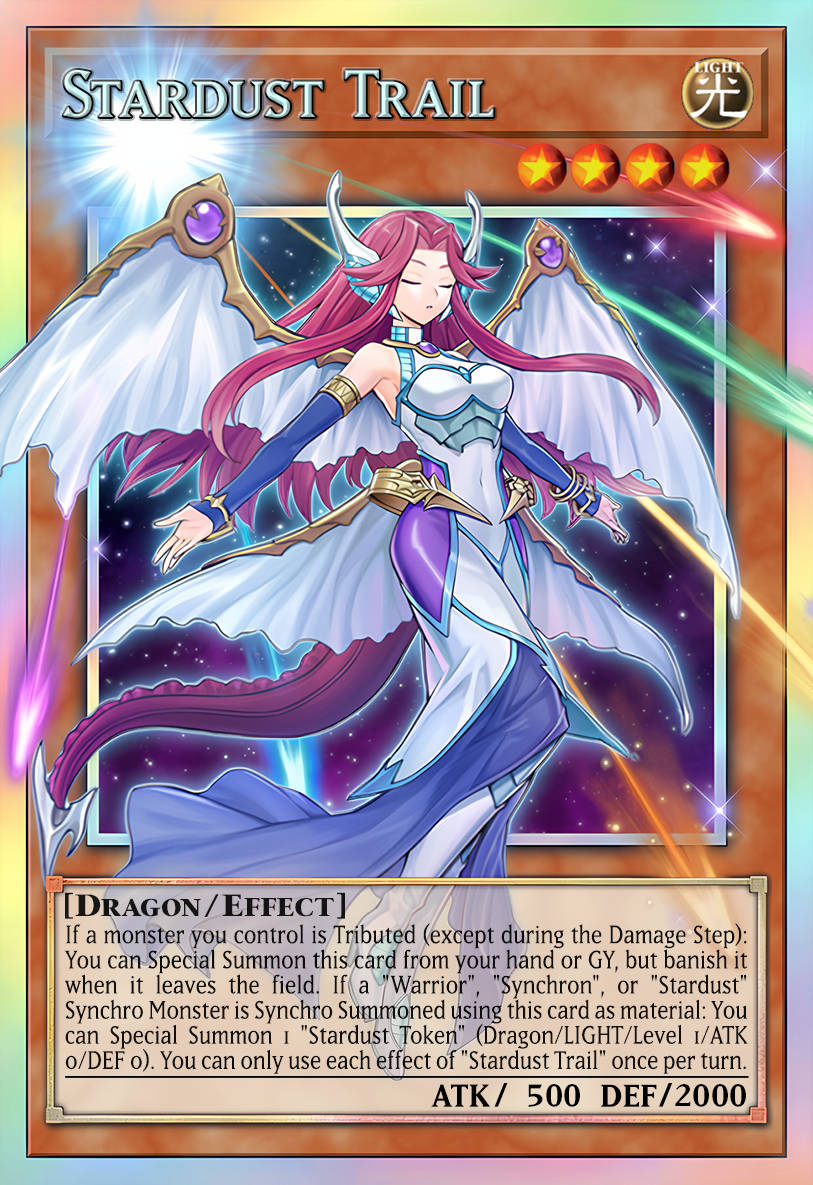 STARDUST TRAIL
LIGHT
光
[DRAGON/EFFECT]
If a monster you control is Tributed (except during the Damage Step):
You can Special Summon this card from your hand or GY, but banish it
when it leaves the field. If a "Warrior", "Synchron", or "Stardust"
Synchro Monster is Synchro Summoned using this card as material: You
can Special Summon 1 "Stardust Token" (Dragon/LIGHT/Level 1/ATK
0/DEF 0). You can only use each effect of "Stardust Trail" once per turn.
ATK/ 500 DEF/2000